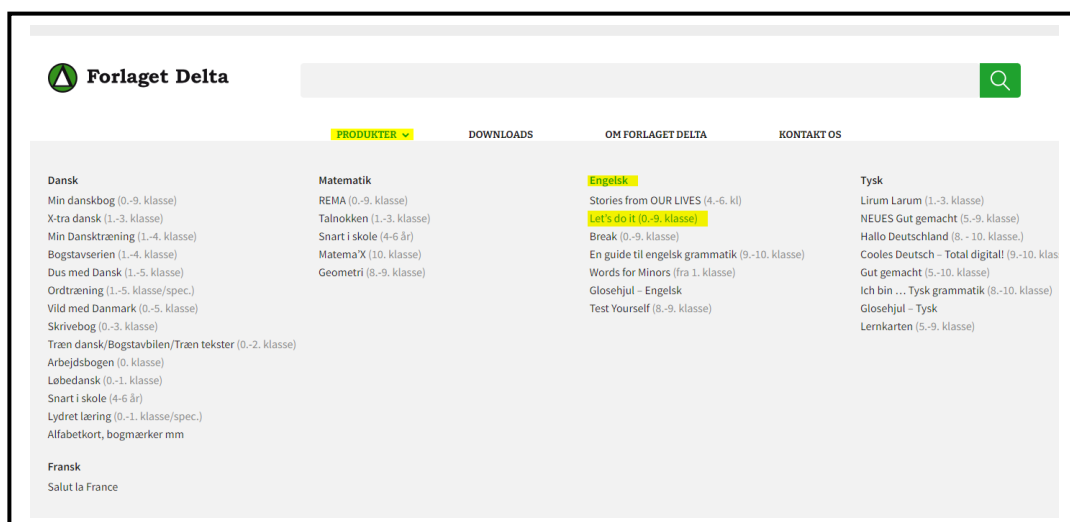 Forlaget Delta
PRODUKTER
DOWNLOADS
OM FORLAGET DELTA
KONTAKT OS
Dansk
Min danskbog (0.-9. klasse)
X-tra dansk (1.-3. klasse)
Min Dansktræning (1.-4. klasse)
Bogstavserien (1.-4. klasse)
Dus med Dansk (1.-5. klasse)
Ordtræning (1.-5. klasse/spec.)
Vild med Danmark (0.-5. klasse)
Skrivebog (0.-3. klasse)
Træn dansk/Bogstavbilen/Træn tekster (0.-2. klasse)
Arbejdsbogen (0. klasse)
Løbedansk (0.-1. klasse)
Snart i skole (4-6 år)
Lydret læring (0.-1. klasse/spec.)
Alfabetkort, bogmærker mm
Fransk
Salut la France
Matematik
REMA (0.-9. klasse)
Talnokken (1.-3. klasse)
Snart i skole (4-6 år)
Matema'X (10. klasse)
Geometri (8.-9. klasse)
Engelsk
Stories from OUR LIVES (4.-6. kl)
Let's do it (0.-9. klasse)
Break (0.-9. klasse)
En guide til engelsk grammatik (9.-10. klasse)
Words for Minors (fra 1. klasse)
Glosehjul – Engelsk
Test Yourself (8.-9. klasse)
Tysk
Lirum Larum (1.-3. klasse)
NEUES Gut gemacht (5.-9. klasse)
Hallo Deutschland (8. - 10. klasse.)
Cooles Deutsch – Total digital! (9.-10. klas
Gut gemacht (5.-10. klasse)
Ich bin … Tysk grammatik (8.-10. klasse)
Glosehjul – Tysk
Lernkarten (5.-9. klasse)